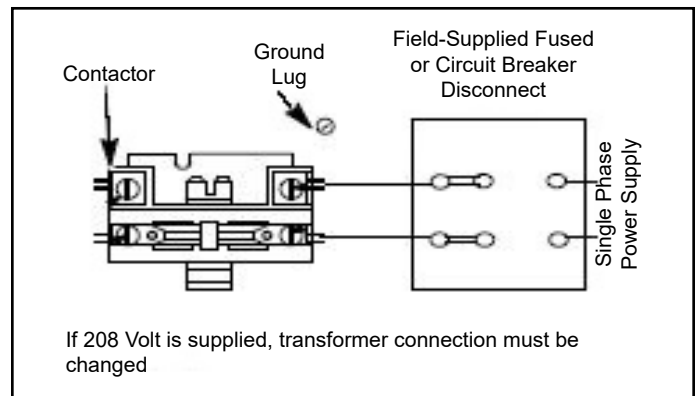 Contactor
Ground
Lug
Field-Supplied Fused
or Circuit Breaker
Disconnect
Single Phase
Power Supply
If 208 Volt is supplied, transformer connection must be
changed